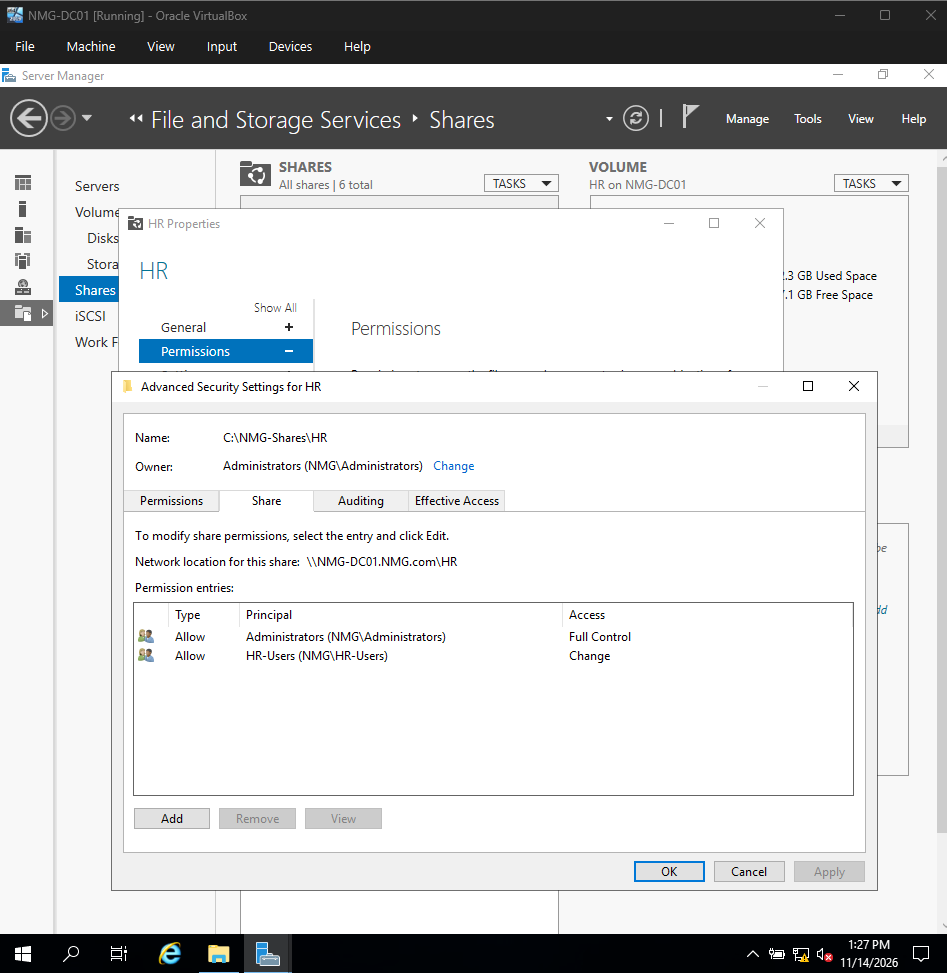 NMG-DC01 [Running] - Oracle VirtualBox
File Machine View Input Devices Help
Server Manager
File and Storage Services Shares
Manage Tools View Help
Servers
Volume
Disks
Stora
Shares
iSCSI
Work F
SHARES
All shares | 6 total
TASKS
VOLUME
HR on NMG-DC01
TASKS
.3 GB Used Space
.1 GB Free Space
HR Properties
HR
Show All
General +
Permissions −
Permissions
Advanced Security Settings for HR
Name: C:\NMG-Shares\HR
Owner: Administrators (NMG\Administrators) Change
Permissions Share Auditing Effective Access
To modify share permissions, select the entry and click Edit.
Network location for this share: \\NMG-DC01.NMG.com\HR
Permission entries:
Type Principal Access
Allow Administrators (NMG\Administrators) Full Control
Allow HR-Users (NMG\HR-Users) Change
Add Remove View
OK Cancel Apply
1:27 PM
11/14/2026